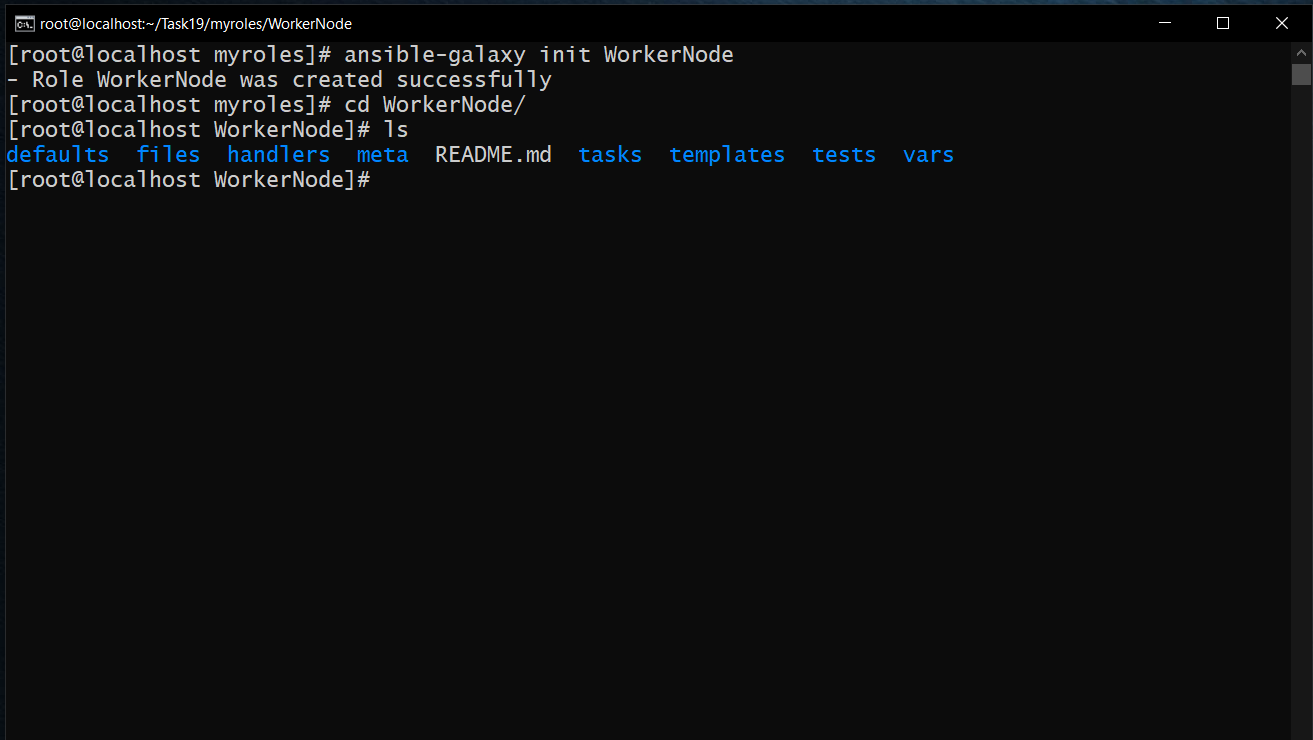 root@localhost:~/Task19/myroles/WorkerNode
[root@localhost myroles]# ansible-galaxy init WorkerNode
- Role WorkerNode was created successfully
[root@localhost myroles]# cd WorkerNode/
[root@localhost WorkerNode]# ls
defaults  files  handlers  meta  README.md  tasks  templates  tests  vars
[root@localhost WorkerNode]#